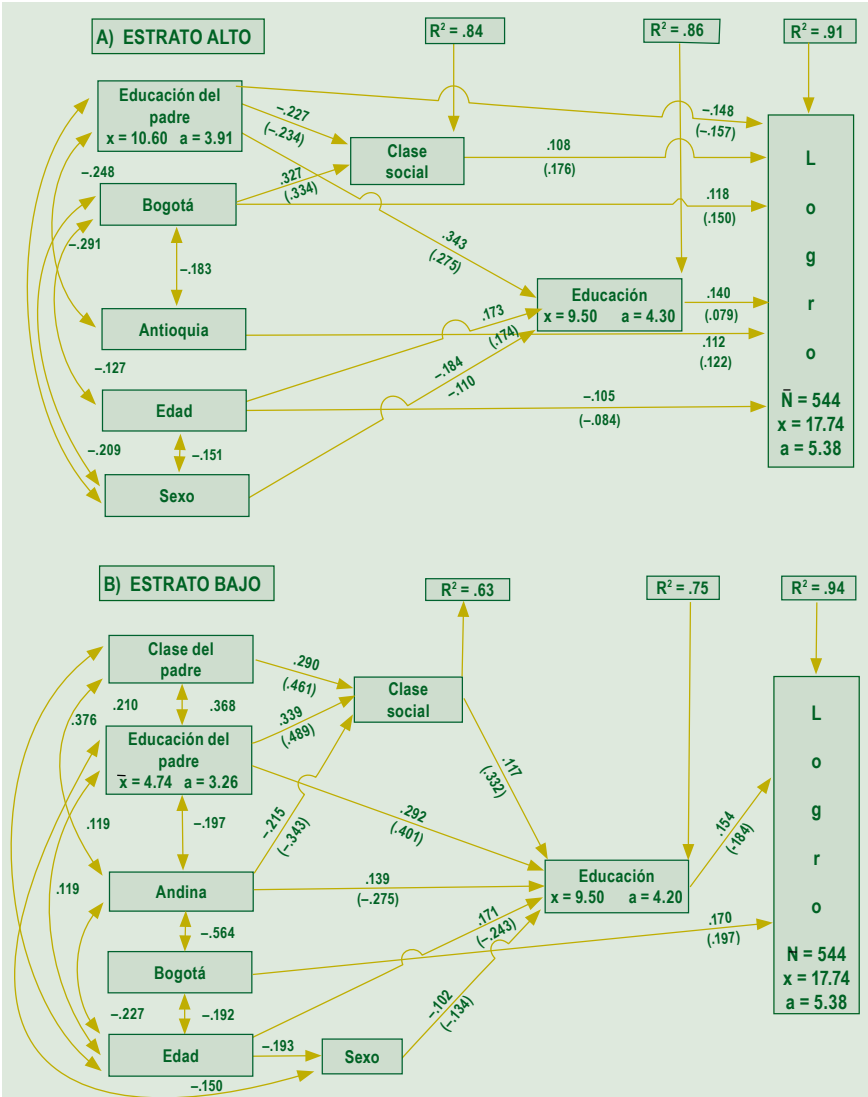 A) ESTRATO ALTO
R² = .84
R² = .86
R² = .91
Educación del
padre
x = 10.60 a = 3.91
–.227
(–.234)
–.148
(–.157)
Clase
social
.108
(.176)
L
o
g
r
o
N̄ = 544
x = 17.74
a = 5.38
–.248
Bogotá
.327
(.334)
.118
(.150)
–.291
–.183
.343
(.275)
Educación
x = 9.50 a = 4.30
.140
(.079)
Antioquia
.173
(.174)
.112
(.122)
–.127
–.184
–.110
Edad
–.105
(–.084)
–.209
–.151
Sexo
B) ESTRATO BAJO
R² = .63
R² = .75
R² = .94
Clase del
padre
.290
(.461)
Clase
social
L
o
g
r
o
N = 544
x = 17.74
a = 5.38
.376
.210
.368
.339
(.489)
Educación del
padre
x̄ = 4.74 a = 3.26
.117
(.332)
–.215
(–.343)
.292
(.401)
.119
–.197
.154
(-184)
.119
Andina
.139
(–.275)
Educación
x = 9.50 a = 4.20
–.564
.171
(–.243)
.170
(.197)
Bogotá
–.102
(–.134)
–.227
–.192
Edad
–.193
Sexo
–.150